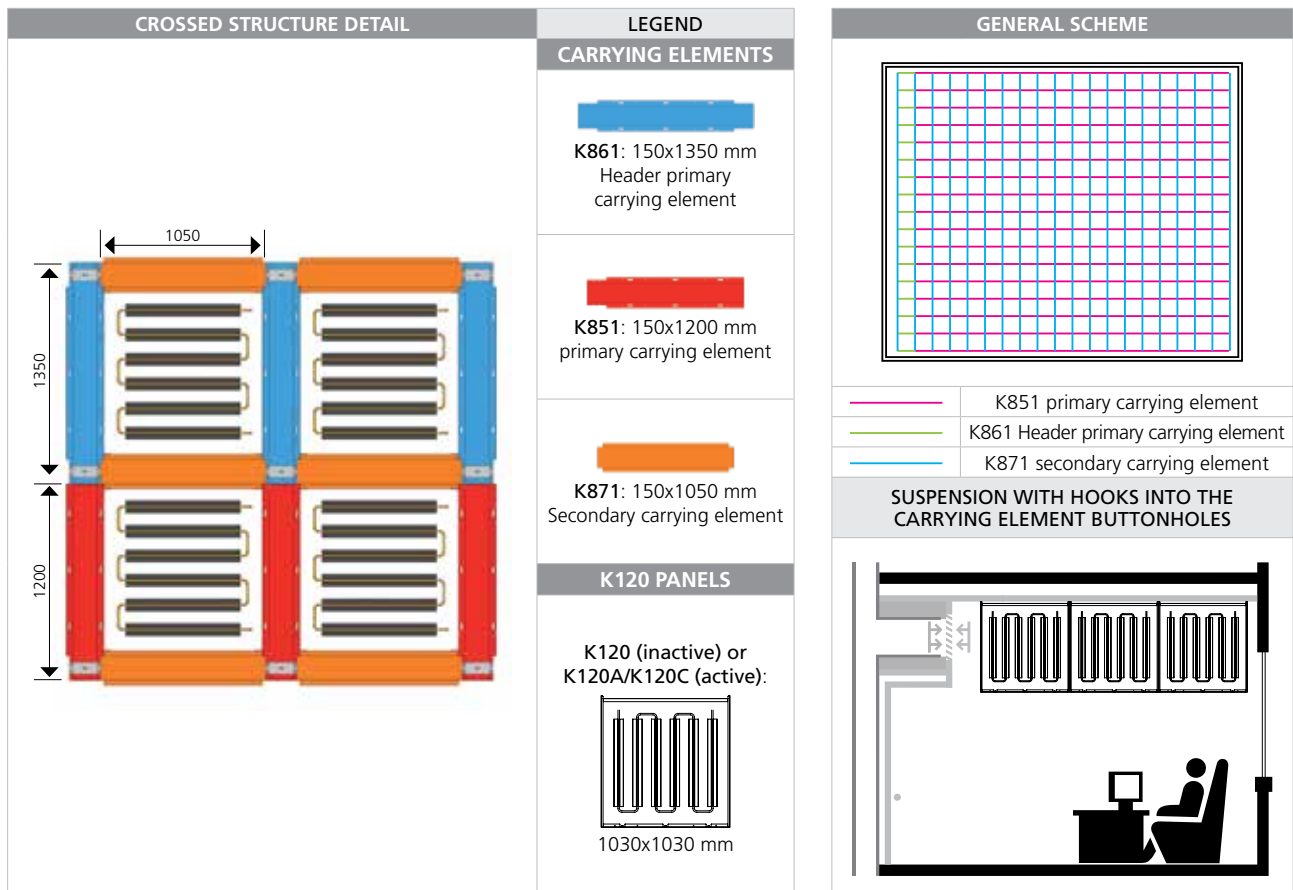 CROSSED STRUCTURE DETAIL
1050
1350
1200
LEGEND
CARRYING ELEMENTS
K861: 150x1350 mm
Header primary
carrying element
K851: 150x1200 mm
primary carrying element
K871: 150x1050 mm
Secondary carrying element
K120 PANELS
K120 (inactive) or
K120A/K120C (active):
1030x1030 mm
GENERAL SCHEME
K851 primary carrying element
K861 Header primary carrying element
K871 secondary carrying element
SUSPENSION WITH HOOKS INTO THE
CARRYING ELEMENT BUTTONHOLES